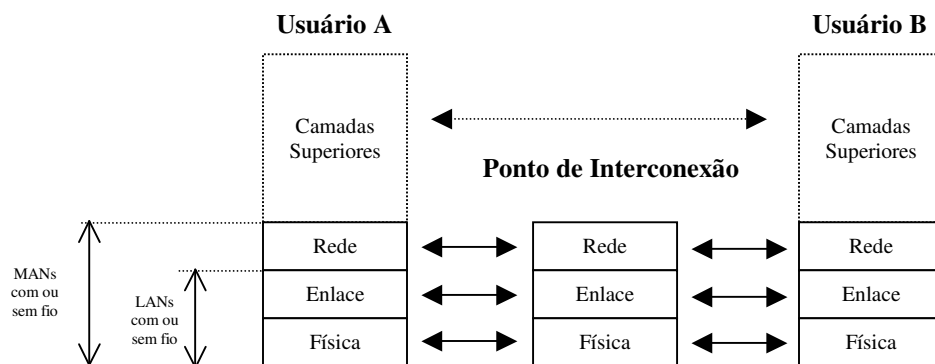 Usuário A
Usuário B
Camadas
Superiores
Camadas
Superiores
Ponto de Interconexão
Rede
Rede
Rede
MANs
com ou
sem fio
LANs
com ou
sem fio
Enlace
Enlace
Enlace
Física
Física
Física